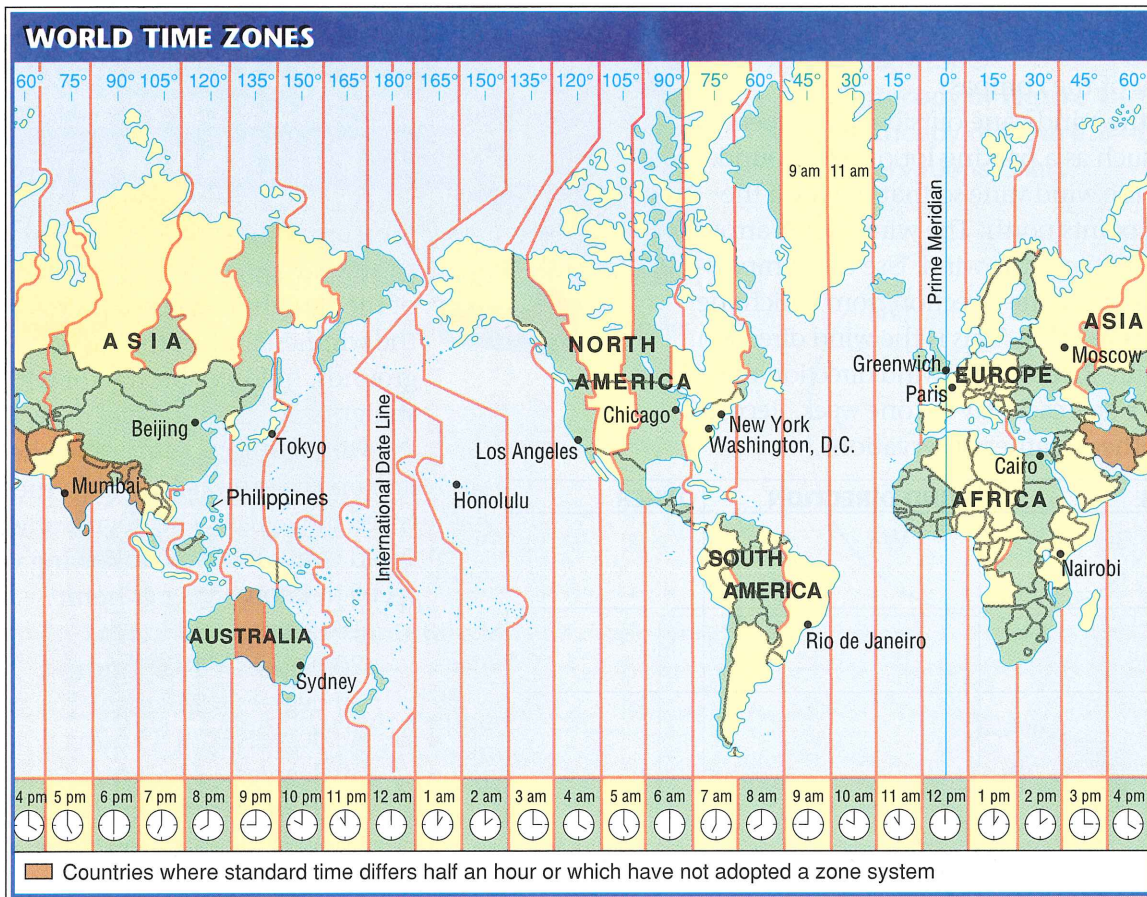 WORLD TIME ZONES
60° 75° 90° 105° 120° 135° 150° 165° 165° 150° 135° 120° 105° 90° 75° 60° 45° 30° 15° 0° 15° 30° 45° 60°
9 am 11 am
Prime Meridian
ASIA
NORTH
AMERICA
Greenwich
EUROPE
ASIA
Moscow
Paris
Beijing
Tokyo
Chicago
New York
Washington, D.C.
Los Angeles
International Date Line
Mumbai
Philippines
Honolulu
Cairo
AFRICA
Nairobi
SOUTH
AMERICA
AUSTRALIA
Sydney
Rio de Janeiro
4 pm 5 pm 6 pm 7 pm 8 pm 9 pm 10 pm 11 pm 12 am 1 am 2 am 3 am 4 am 5 am 6 am 7 am 8 am 9 am 10 am 11 am 12 pm 1 pm 2 pm 3 pm 4 pm
Countries where standard time differs half an hour or which have not adopted a zone system